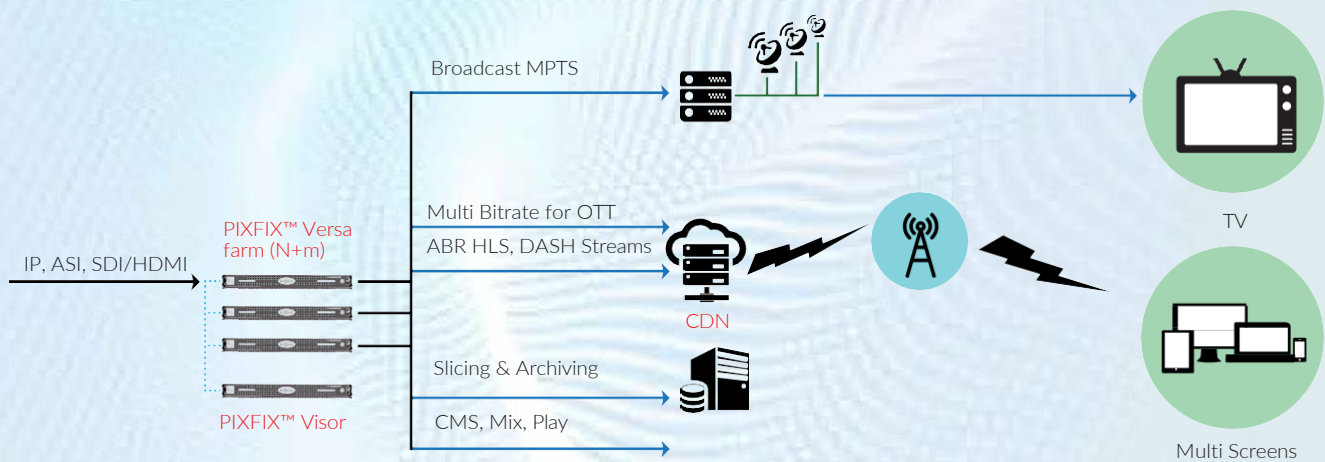 Broadcast MPTS
TV
Multi Bitrate for OTT
ABR HLS, DASH Streams
PIXFIX™ Versa
farm (N+m)
IP, ASI, SDI/HDMI
CDN
Slicing & Archiving
PIXFIX™ Visor
CMS, Mix, Play
Multi Screens